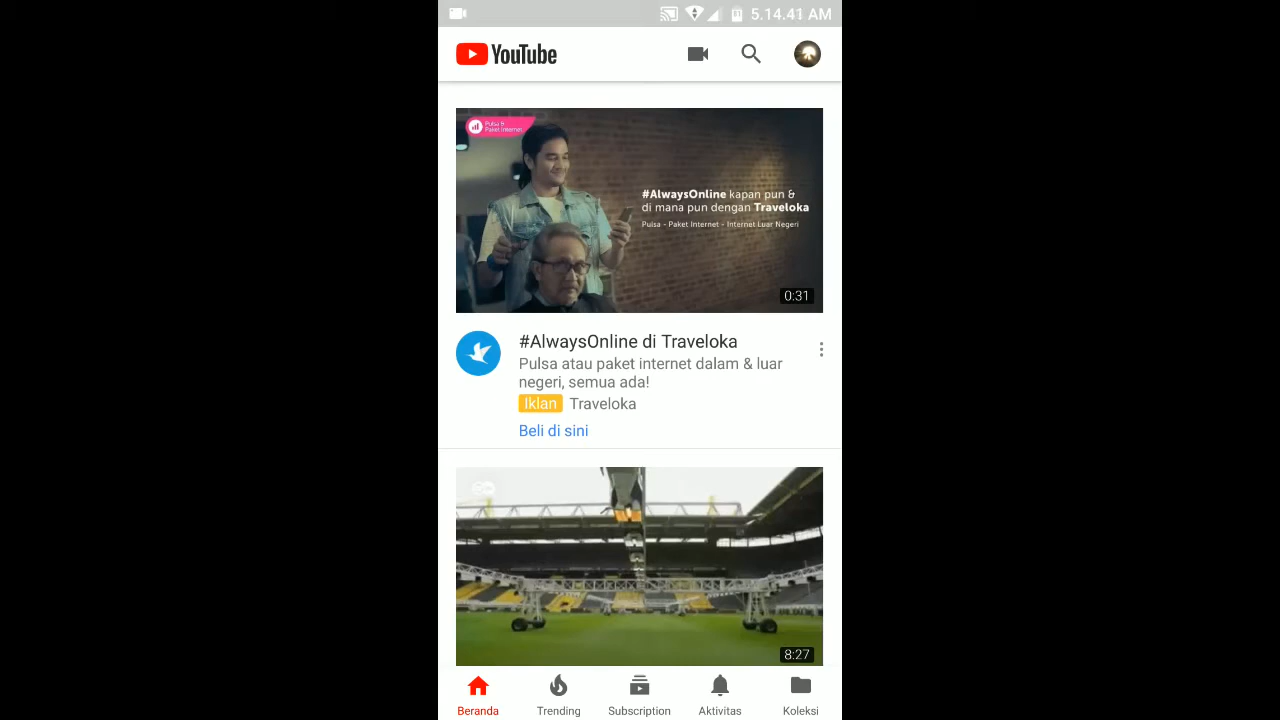 5.14.41 AM
YouTube
Pulsa &
Paket Internet
#AlwaysOnline kapan pun &
di mana pun dengan Traveloka
Pulsa - Paket Internet - Internet Luar Negeri
0:31
#AlwaysOnline di Traveloka
Pulsa atau paket internet dalam & luar
negeri, semua ada!
Iklan Traveloka
Beli di sini
8:27
Beranda Trending Subscription Aktivitas Koleksi